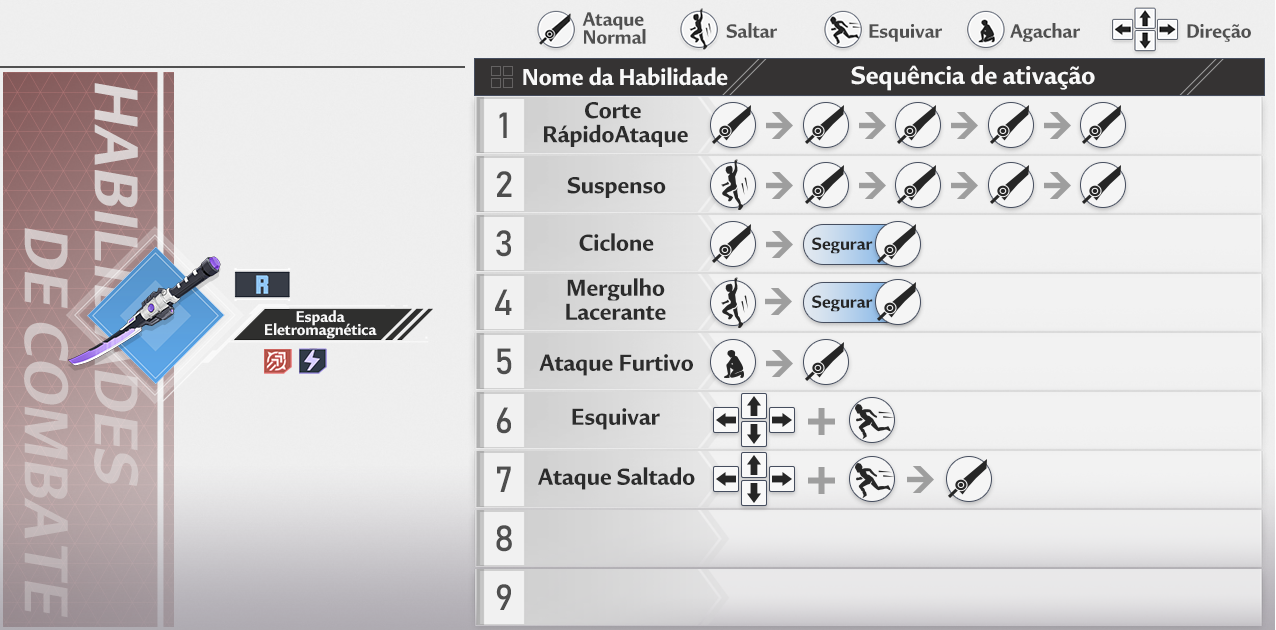 Ataque
Normal
Saltar
Esquivar
Agachar
Direção
Nome da Habilidade
Sequência de ativação
HABILIDADES
DE COMBATE
R
Espada
Eletromagnética
1
Corte
RápidoAtaque
2
Suspenso
3
Ciclone
Segurar
4
Mergulho
Lacerante
Segurar
5
Ataque Furtivo
6
Esquivar
7
Ataque Saltado
8
9